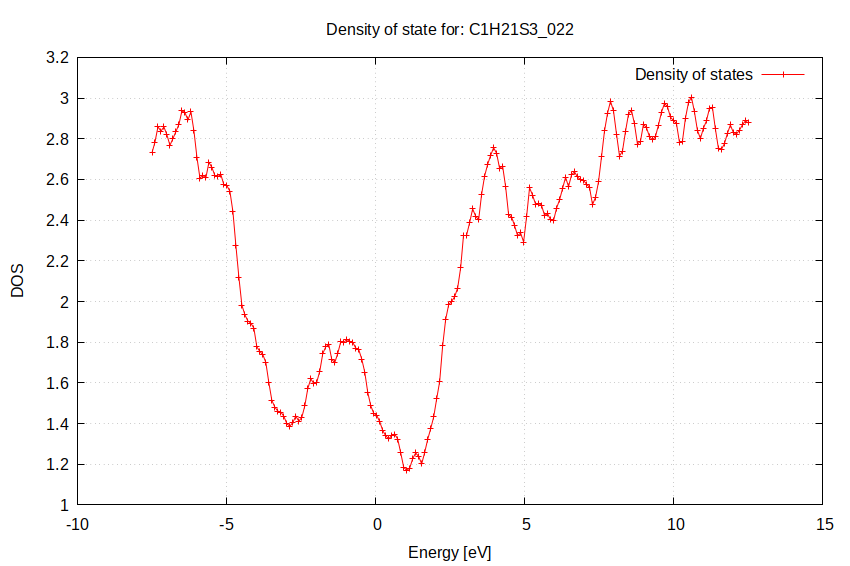 Density of state for: C1H21S3_022
Density of states
3.2
3
2.8
2.6
2.4
2.2
2
1.8
1.6
1.4
1.2
1
DOS
-10 -5 0 5 10 15
Energy [eV]